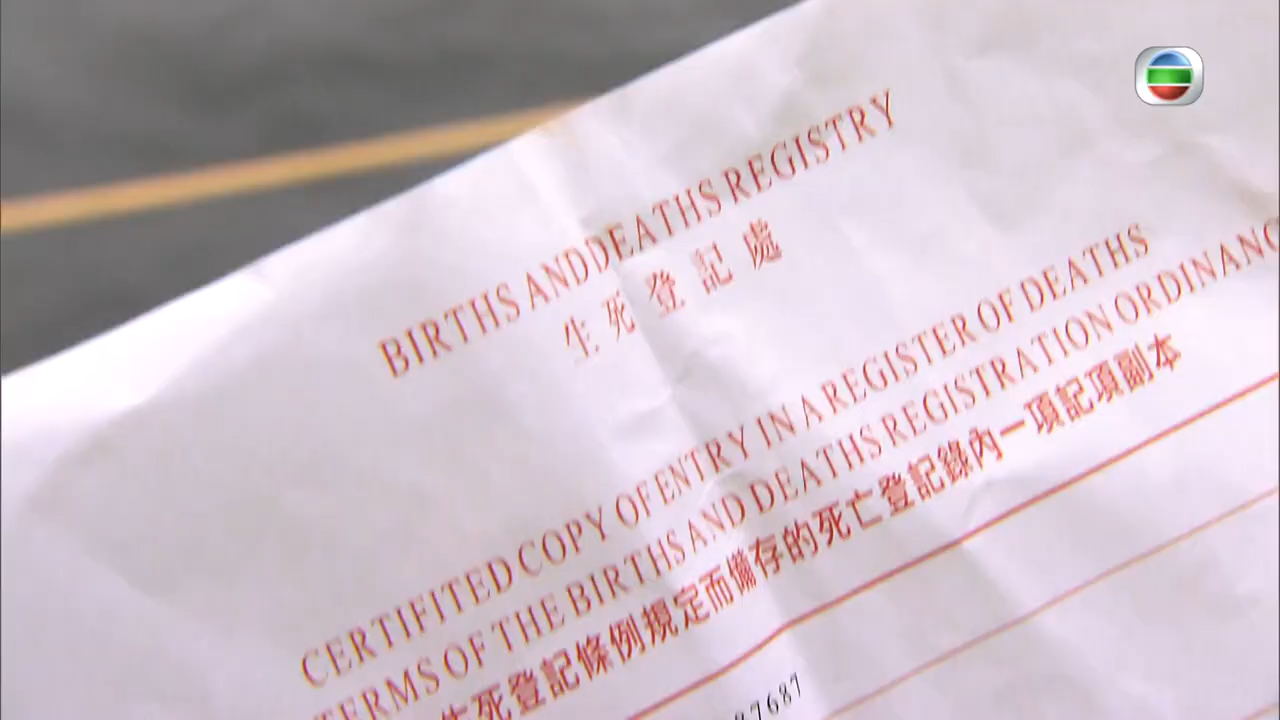 BIRTHS AND DEATHS REGISTRY
生死登記處
CERTIFITED COPY OF ENTRY IN A REGISTER OF DEATHS
TERMS OF THE BIRTHS AND DEATHS REGISTRATION ORDINANC
生死登記條例規定而備存的死亡登記錄內一項記項副本
7687